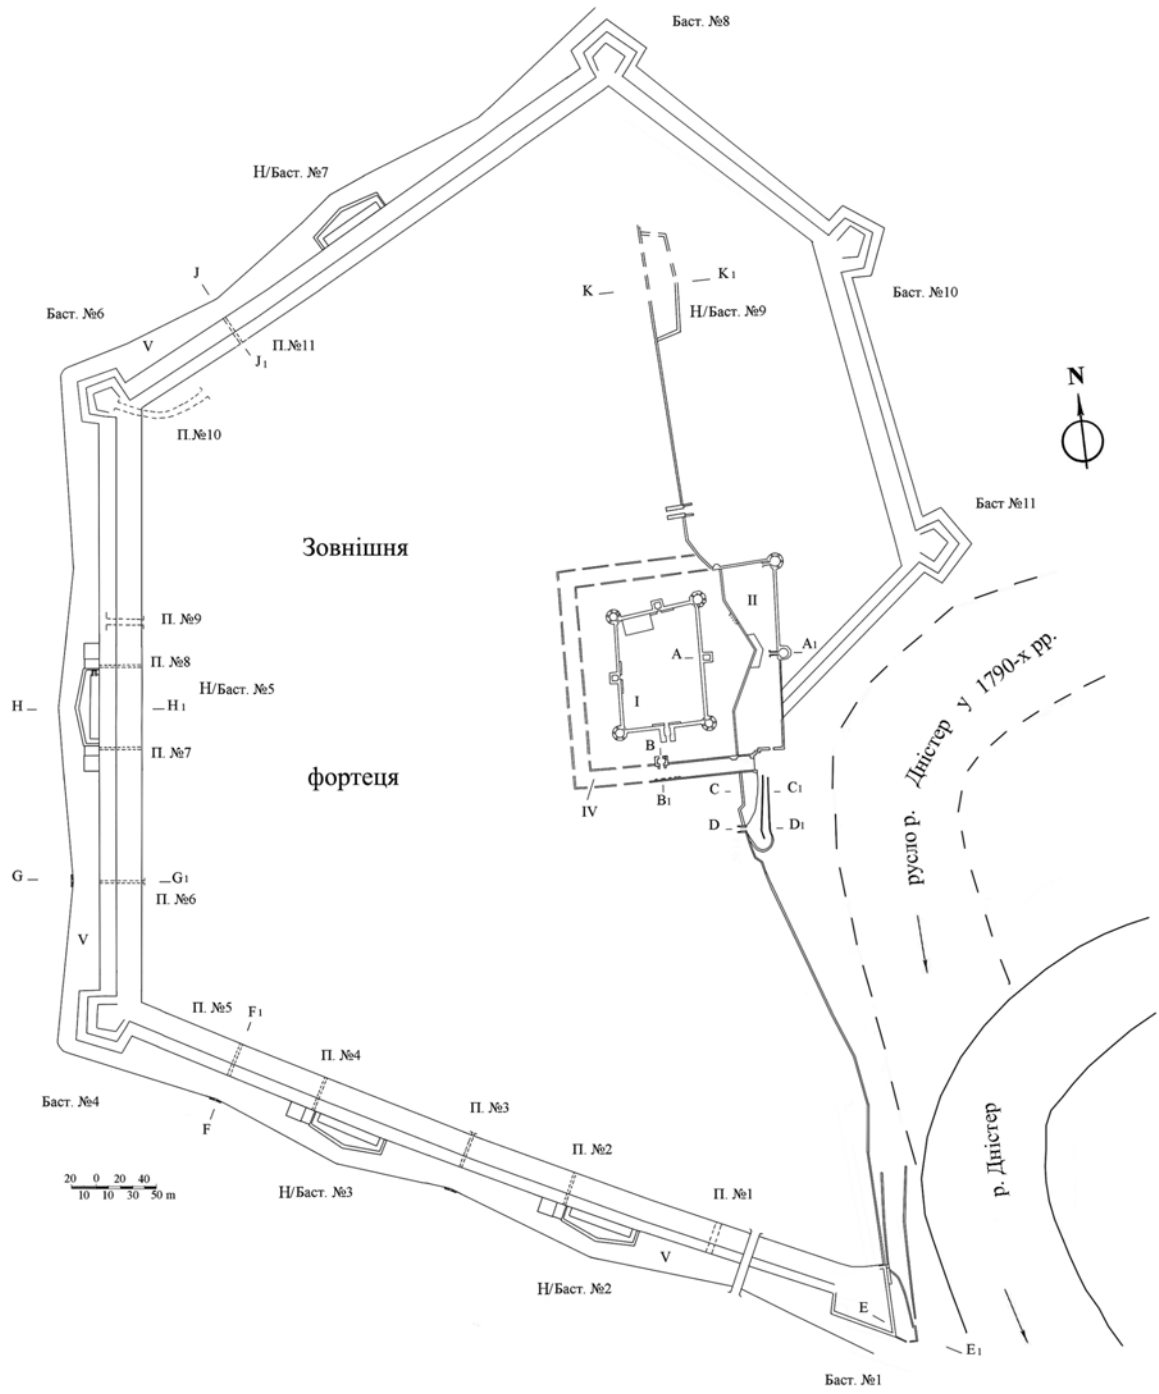 Баст. №8
Н/Баст. №7
J
K
K1
Баст. №10
Баст. №6
Н/Баст. №9
V
П.№11
J1
N
П.№10
Баст №11
Зовнішня
II
П. №9
A
A1
П. №8
Н/Баст. №5
I
H
H1
русло р. Дністер у 1790-х рр.
B
П. №7
фортеця
B1
C
C1
IV
D
D1
G
G1
П. №6
V
П. №5
F1
П. №4
Баст. №4
П. №3
F
р. Дністер
П. №2
20 0 20 40
10 10 30 50 m
Н/Баст. №3
П. №1
V
Н/Баст. №2
E
E1
Баст. №1